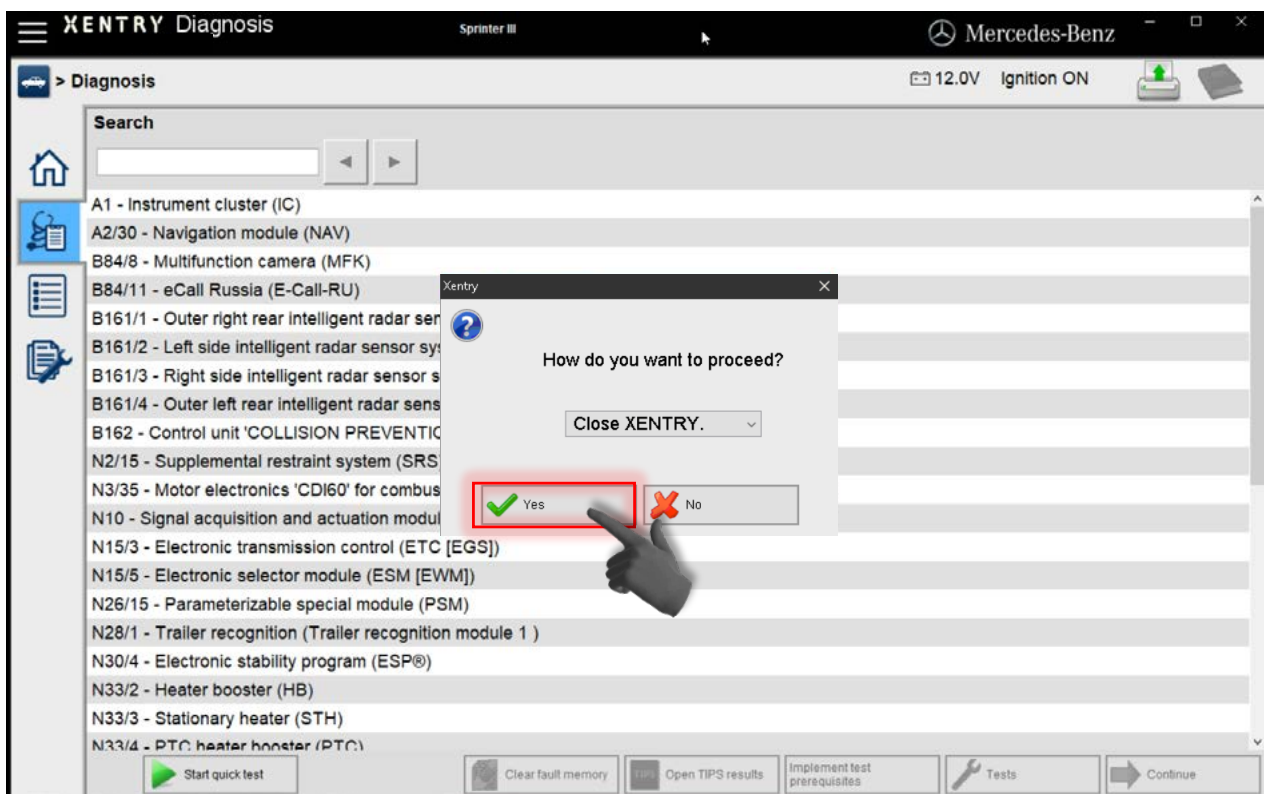 XENTRY Diagnosis
Sprinter III
Mercedes-Benz
> Diagnosis
12.0V
Ignition ON
Search
A1 - Instrument cluster (IC)
A2/30 - Navigation module (NAV)
B84/8 - Multifunction camera (MFK)
B84/11 - eCall Russia (E-Call-RU)
B161/1 - Outer right rear intelligent radar ser
B161/2 - Left side intelligent radar sensor sy
B161/3 - Right side intelligent radar sensor s
B161/4 - Outer left rear intelligent radar sens
B162 - Control unit 'COLLISION PREVENTIO
N2/15 - Supplemental restraint system (SRS
N3/35 - Motor electronics 'CDI60' for combus
N10 - Signal acquisition and actuation modul
N15/3 - Electronic transmission control (ETC [EGS])
N15/5 - Electronic selector module (ESM [EWM])
N26/15 - Parameterizable special module (PSM)
N28/1 - Trailer recognition (Trailer recognition module 1 )
N30/4 - Electronic stability program (ESP®)
N33/2 - Heater booster (HB)
N33/3 - Stationary heater (STH)
N33/4 - PTC heater booster (PTC)
Xentry
How do you want to proceed?
Close XENTRY.
Yes
No
Start quick test
Clear fault memory
TIPS
Open TIPS results
Implement test
prerequisites
Tests
Continue